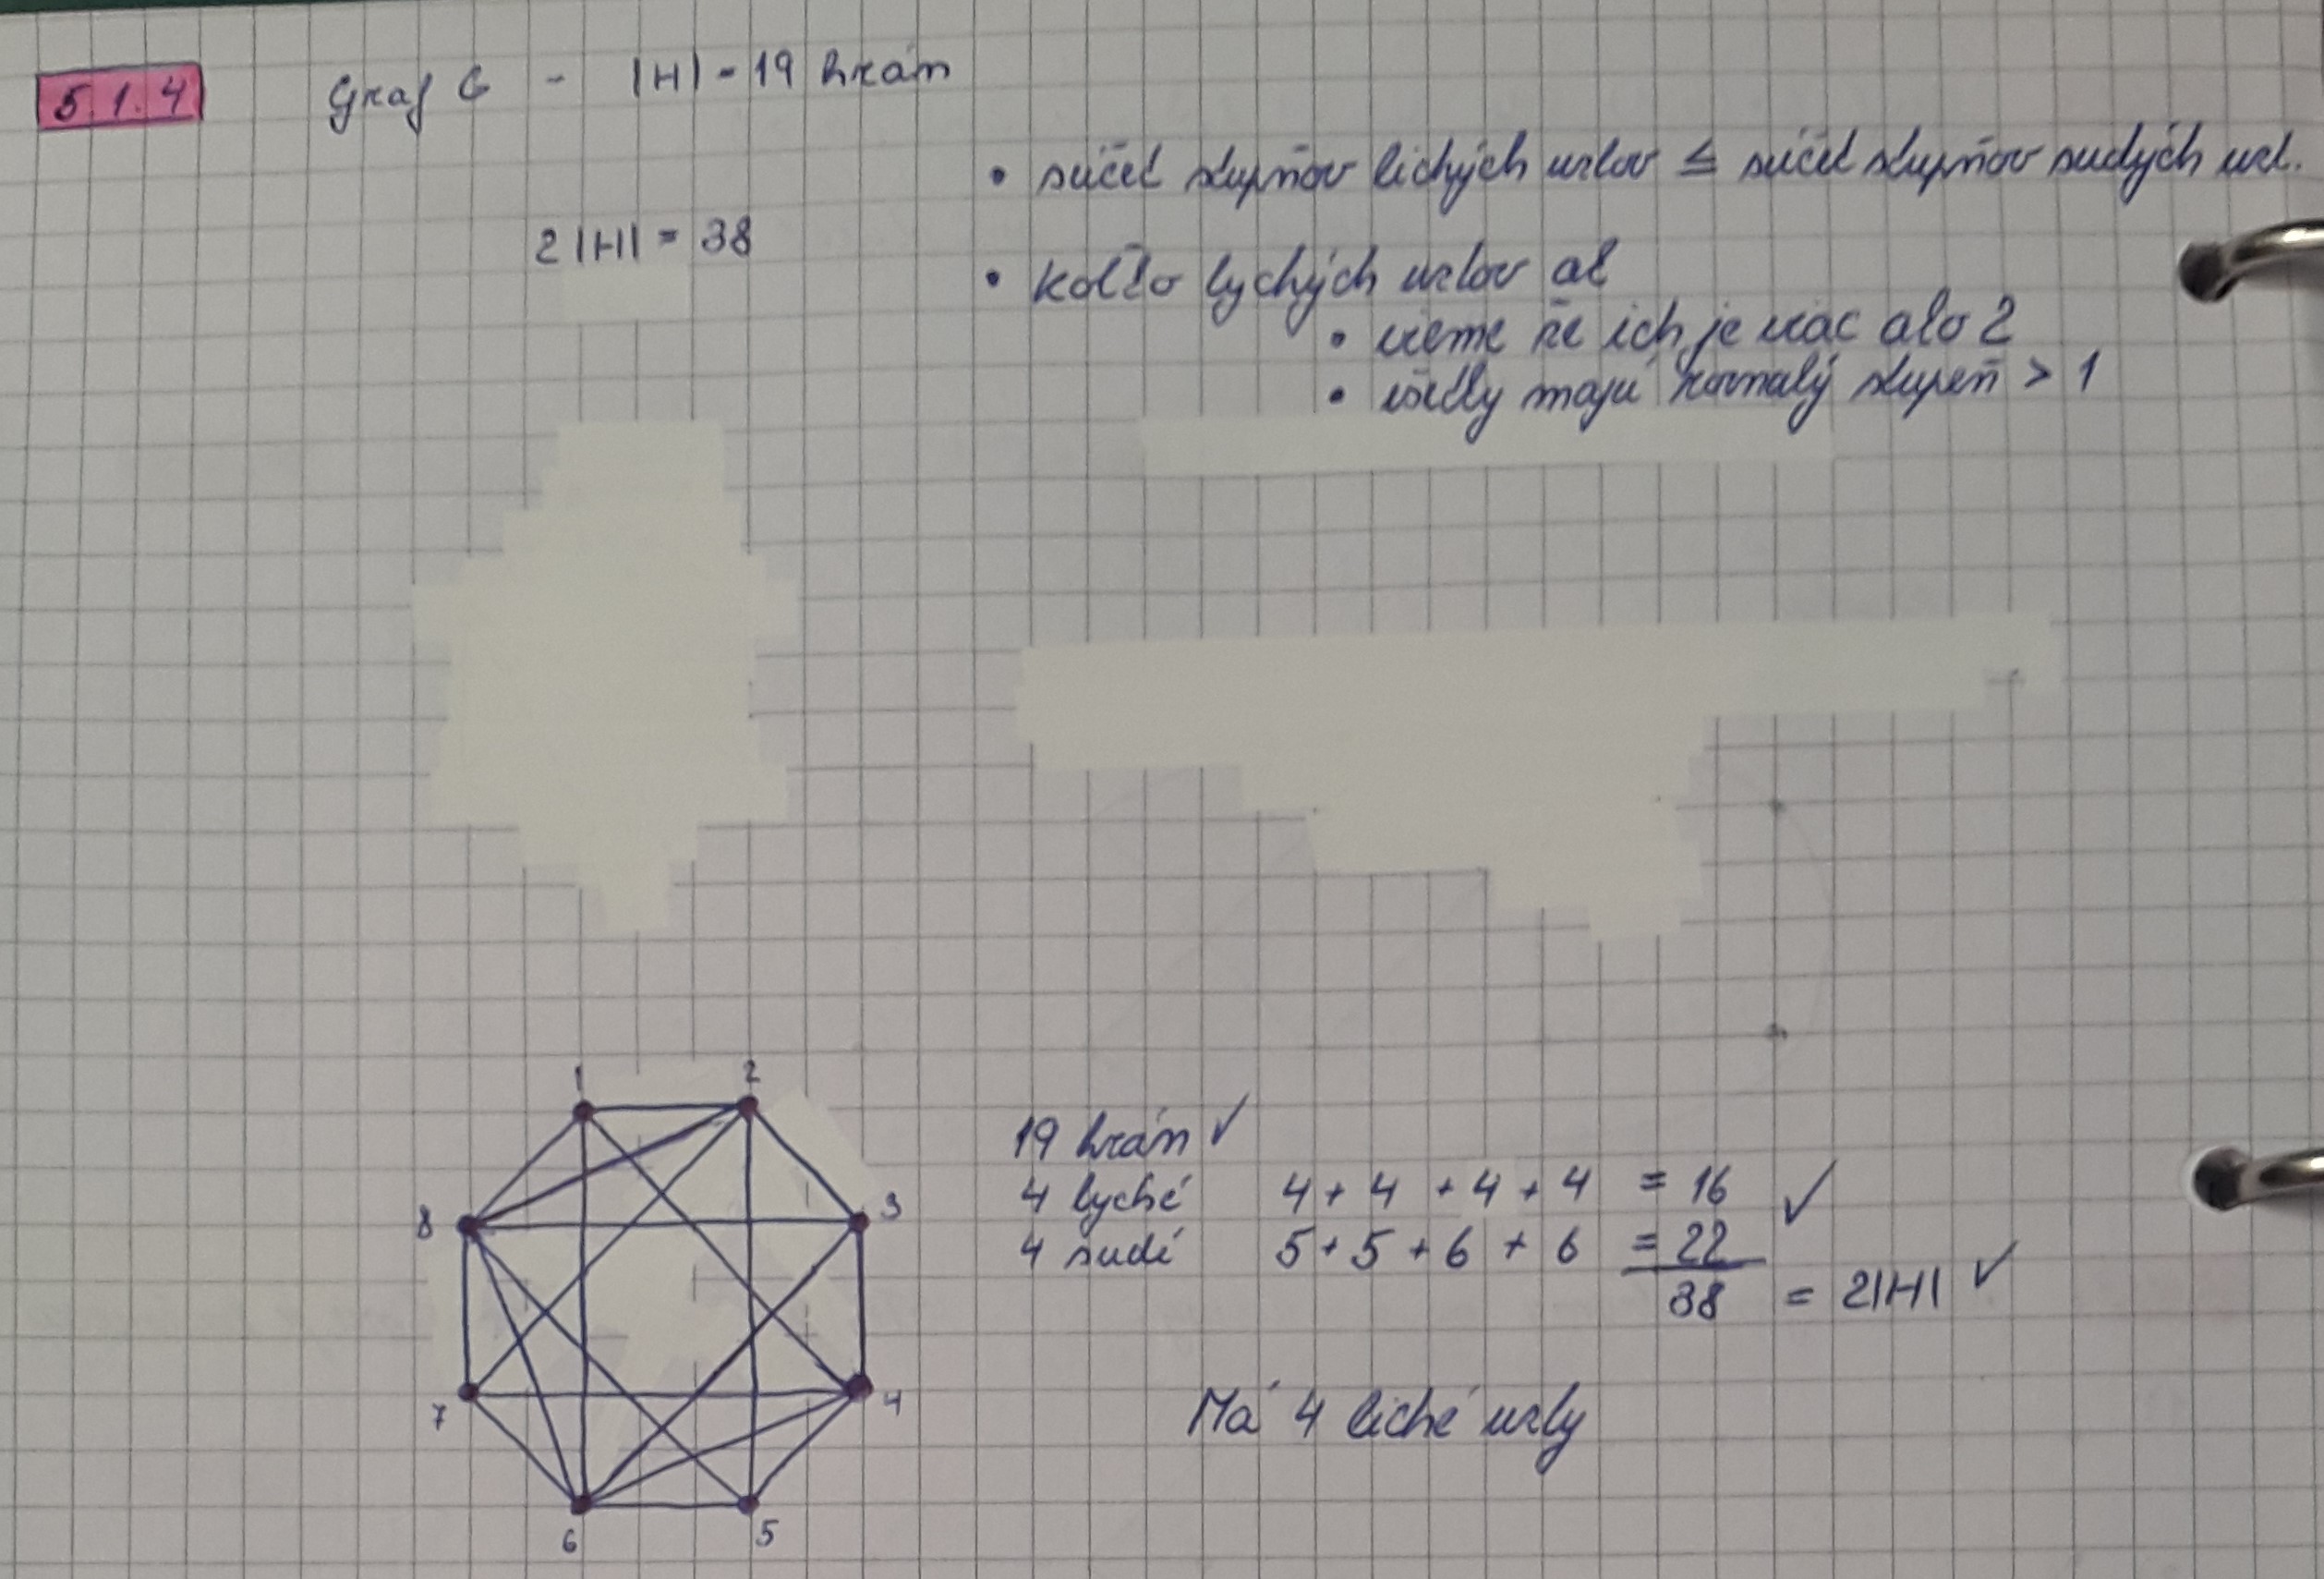 5.1.4 Graf G - |H| - 19 hrán
• súčet stupňov lichých uzlov ≤ súčet stupňov sudých uzl.
2|H| = 38
• koľko lychých uzlov ak
• vieme že ich je viac ako 2
• všetky majú rovnaký stupeň > 1
1 2
8 3
7 4
6 5
19 hrán ✓
4 lyché 4 + 4 + 4 + 4 = 16 ✓
4 sudé 5 + 5 + 6 + 6 = 22
38 = 2|H| ✓
Má 4 liché uzly